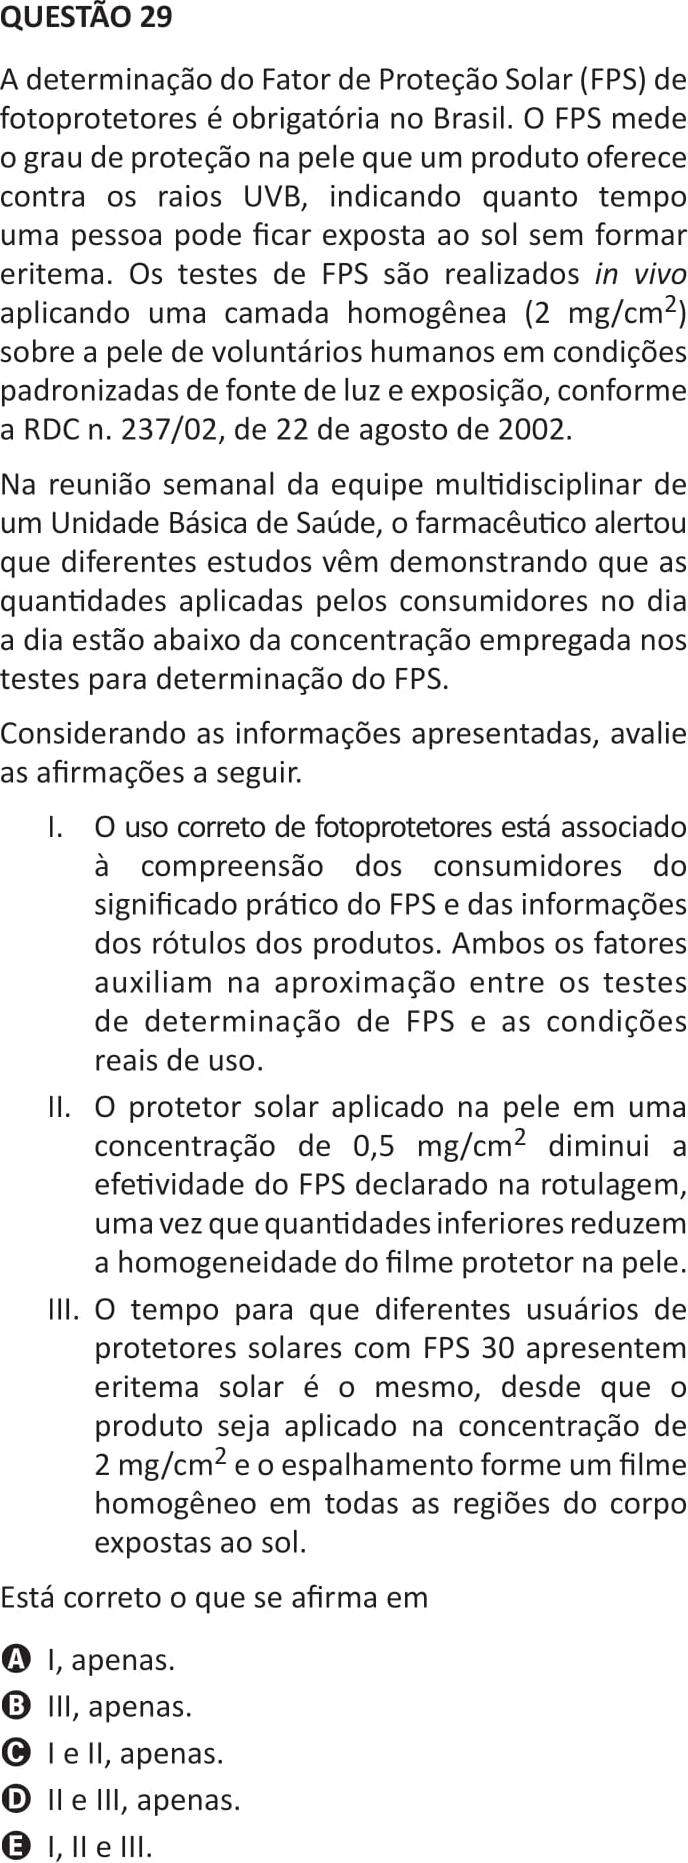 QUESTÃO 29
A determinação do Fator de Proteção Solar (FPS) de
fotoprotetores é obrigatória no Brasil. O FPS mede
o grau de proteção na pele que um produto oferece
contra os raios UVB, indicando quanto tempo
uma pessoa pode ficar exposta ao sol sem formar
eritema. Os testes de FPS são realizados in vivo
aplicando uma camada homogênea (2 mg/cm²)
sobre a pele de voluntários humanos em condições
padronizadas de fonte de luz e exposição, conforme
a RDC n. 237/02, de 22 de agosto de 2002.
Na reunião semanal da equipe multidisciplinar de
um Unidade Básica de Saúde, o farmacêutico alertou
que diferentes estudos vêm demonstrando que as
quantidades aplicadas pelos consumidores no dia
a dia estão abaixo da concentração empregada nos
testes para determinação do FPS.
Considerando as informações apresentadas, avalie
as afirmações a seguir.
I. O uso correto de fotoprotetores está associado
à compreensão dos consumidores do
significado prático do FPS e das informações
dos rótulos dos produtos. Ambos os fatores
auxiliam na aproximação entre os testes
de determinação de FPS e as condições
reais de uso.
II. O protetor solar aplicado na pele em uma
concentração de 0,5 mg/cm² diminui a
efetividade do FPS declarado na rotulagem,
uma vez que quantidades inferiores reduzem
a homogeneidade do filme protetor na pele.
III. O tempo para que diferentes usuários de
protetores solares com FPS 30 apresentem
eritema solar é o mesmo, desde que o
produto seja aplicado na concentração de
2 mg/cm² e o espalhamento forme um filme
homogêneo em todas as regiões do corpo
expostas ao sol.
Está correto o que se afirma em
A I, apenas.
B III, apenas.
C I e II, apenas.
D II e III, apenas.
E I, II e III.